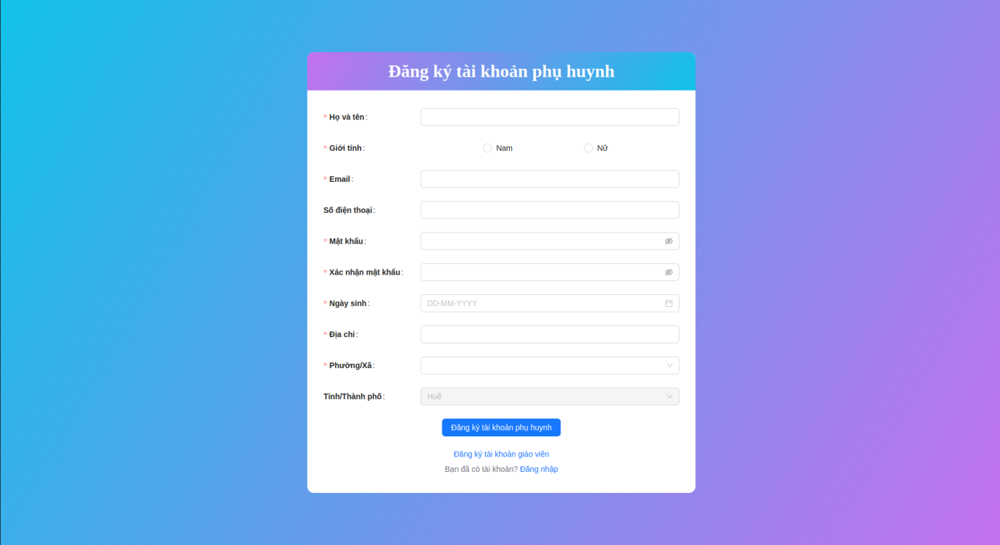 Đăng ký tài khoản phụ huynh
* Họ và tên:
* Giới tính: Nam Nữ
* Email:
Số điện thoại:
* Mật khẩu:
* Xác nhận mật khẩu:
* Ngày sinh: DD-MM-YYYY
* Địa chỉ:
* Phường/Xã:
Tỉnh/Thành phố: Huế
Đăng ký tài khoản phụ huynh
Đăng ký tài khoản giáo viên
Bạn đã có tài khoản? Đăng nhập